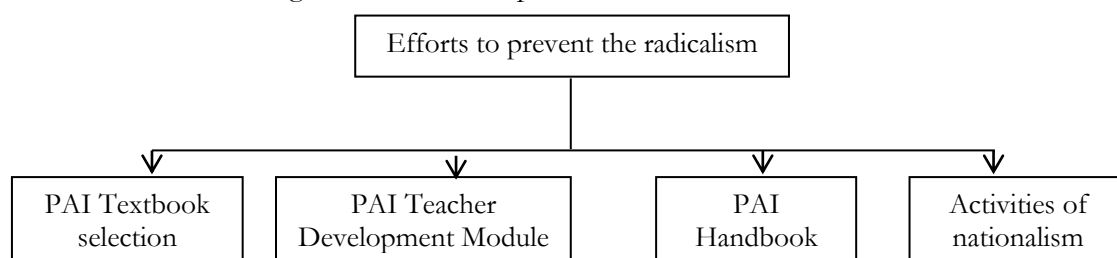 Efforts to prevent the radicalism
PAI Textbook
selection
PAI Teacher
Development Module
PAI
Handbook
Activities of
nationalism